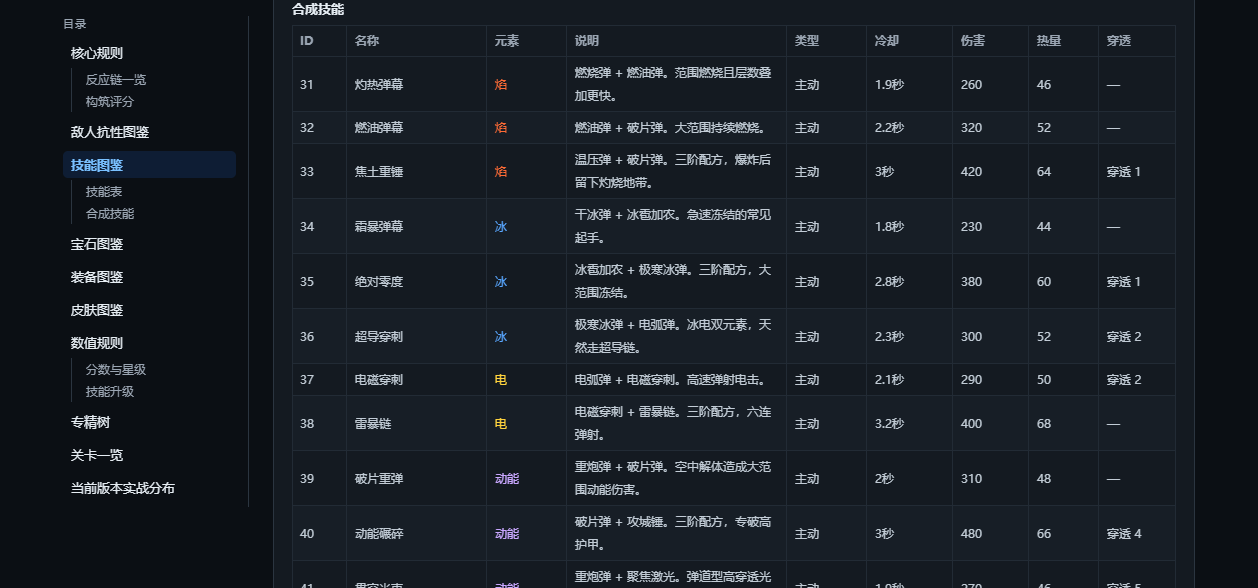 目录
核心规则
反应链一览
构筑评分
敌人抗性图鉴
技能图鉴
技能表
合成技能
宝石图鉴
装备图鉴
皮肤图鉴
数值规则
分数与星级
技能升级
专精树
关卡一览
当前版本实战分布
合成技能
ID 名称 元素 说明 类型 冷却 伤害 热量 穿透
31 灼热弹幕 焰 燃烧弹 + 燃油弹。范围燃烧且层数叠 主动 1.9秒 260 46 —
加更快。
32 燃油弹幕 焰 燃油弹 + 破片弹。大范围持续燃烧。 主动 2.2秒 320 52 —
33 焦土重锤 焰 温压弹 + 破片弹。三阶配方，爆炸后 主动 3秒 420 64 穿透 1
留下灼烧地带。
34 霜暴弹幕 冰 干冰弹 + 冰雹加农。急速冻结的常见 主动 1.8秒 230 44 —
起手。
35 绝对零度 冰 冰雹加农 + 极寒冰弹。三阶配方，大 主动 2.8秒 380 60 穿透 1
范围冻结。
36 超导穿刺 冰 极寒冰弹 + 电弧弹。冰电双元素，天 主动 2.3秒 300 52 穿透 2
然走超导链。
37 电磁穿刺 电 电弧弹 + 电磁穿刺。高速弹射电击。 主动 2.1秒 290 50 穿透 2
38 雷暴链 电 电磁穿刺 + 雷暴链。三阶配方，六连 主动 3.2秒 400 68 —
弹射。
39 破片重弹 动能 重炮弹 + 破片弹。空中解体造成大范 主动 2秒 310 48 —
围动能伤害。
40 动能碾碎 动能 破片弹 + 攻城锤。三阶配方，专破高 主动 3秒 480 66 穿透 4
护甲。
41 动能 重炮弹 + 聚焦激光。弹道型高穿透光 主动 1.9秒 270 46 穿透 5